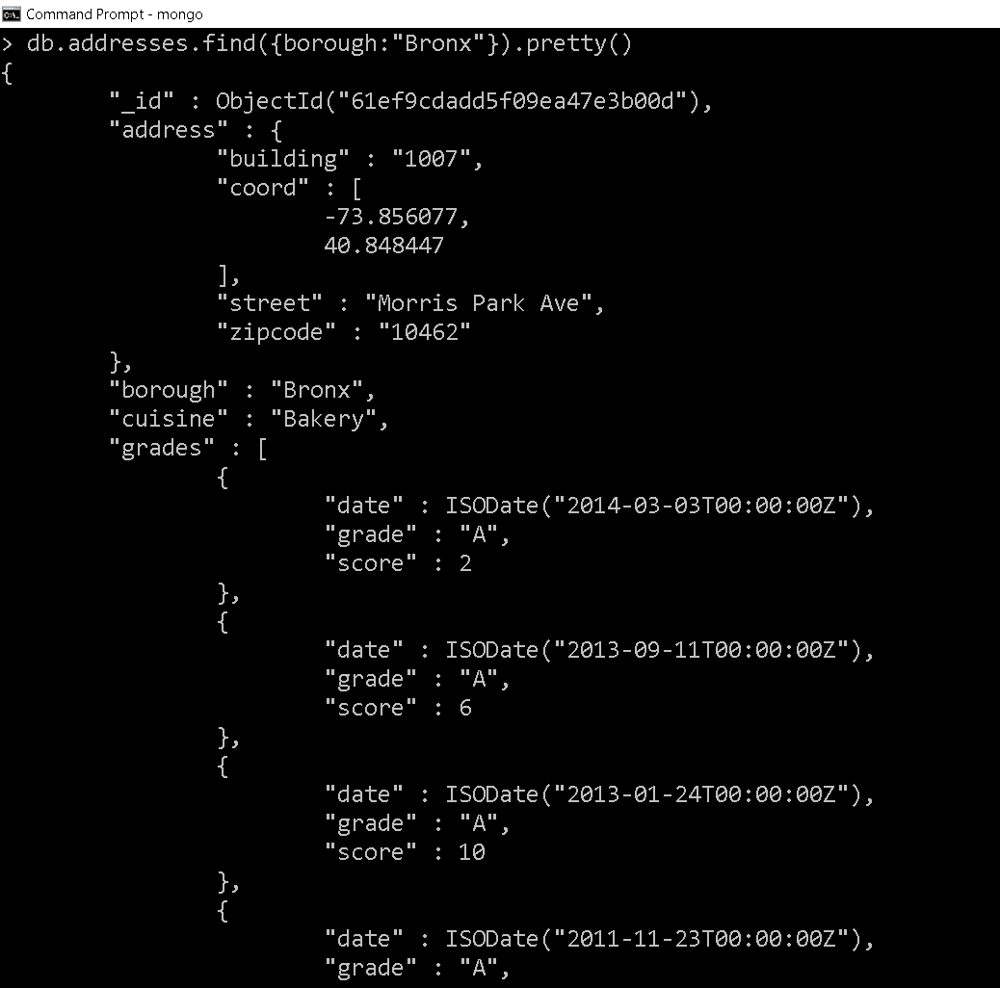 Command Prompt - mongo
> db.addresses.find({borough:"Bronx"}).pretty()
{
"_id" : ObjectId("61ef9cdadd5f09ea47e3b00d"),
"address" : {
"building" : "1007",
"coord" : [
-73.856077,
40.848447
],
"street" : "Morris Park Ave",
"zipcode" : "10462"
},
"borough" : "Bronx",
"cuisine" : "Bakery",
"grades" : [
{
"date" : ISODate("2014-03-03T00:00:00Z"),
"grade" : "A",
"score" : 2
},
{
"date" : ISODate("2013-09-11T00:00:00Z"),
"grade" : "A",
"score" : 6
},
{
"date" : ISODate("2013-01-24T00:00:00Z"),
"grade" : "A",
"score" : 10
},
{
"date" : ISODate("2011-11-23T00:00:00Z"),
"grade" : "A",